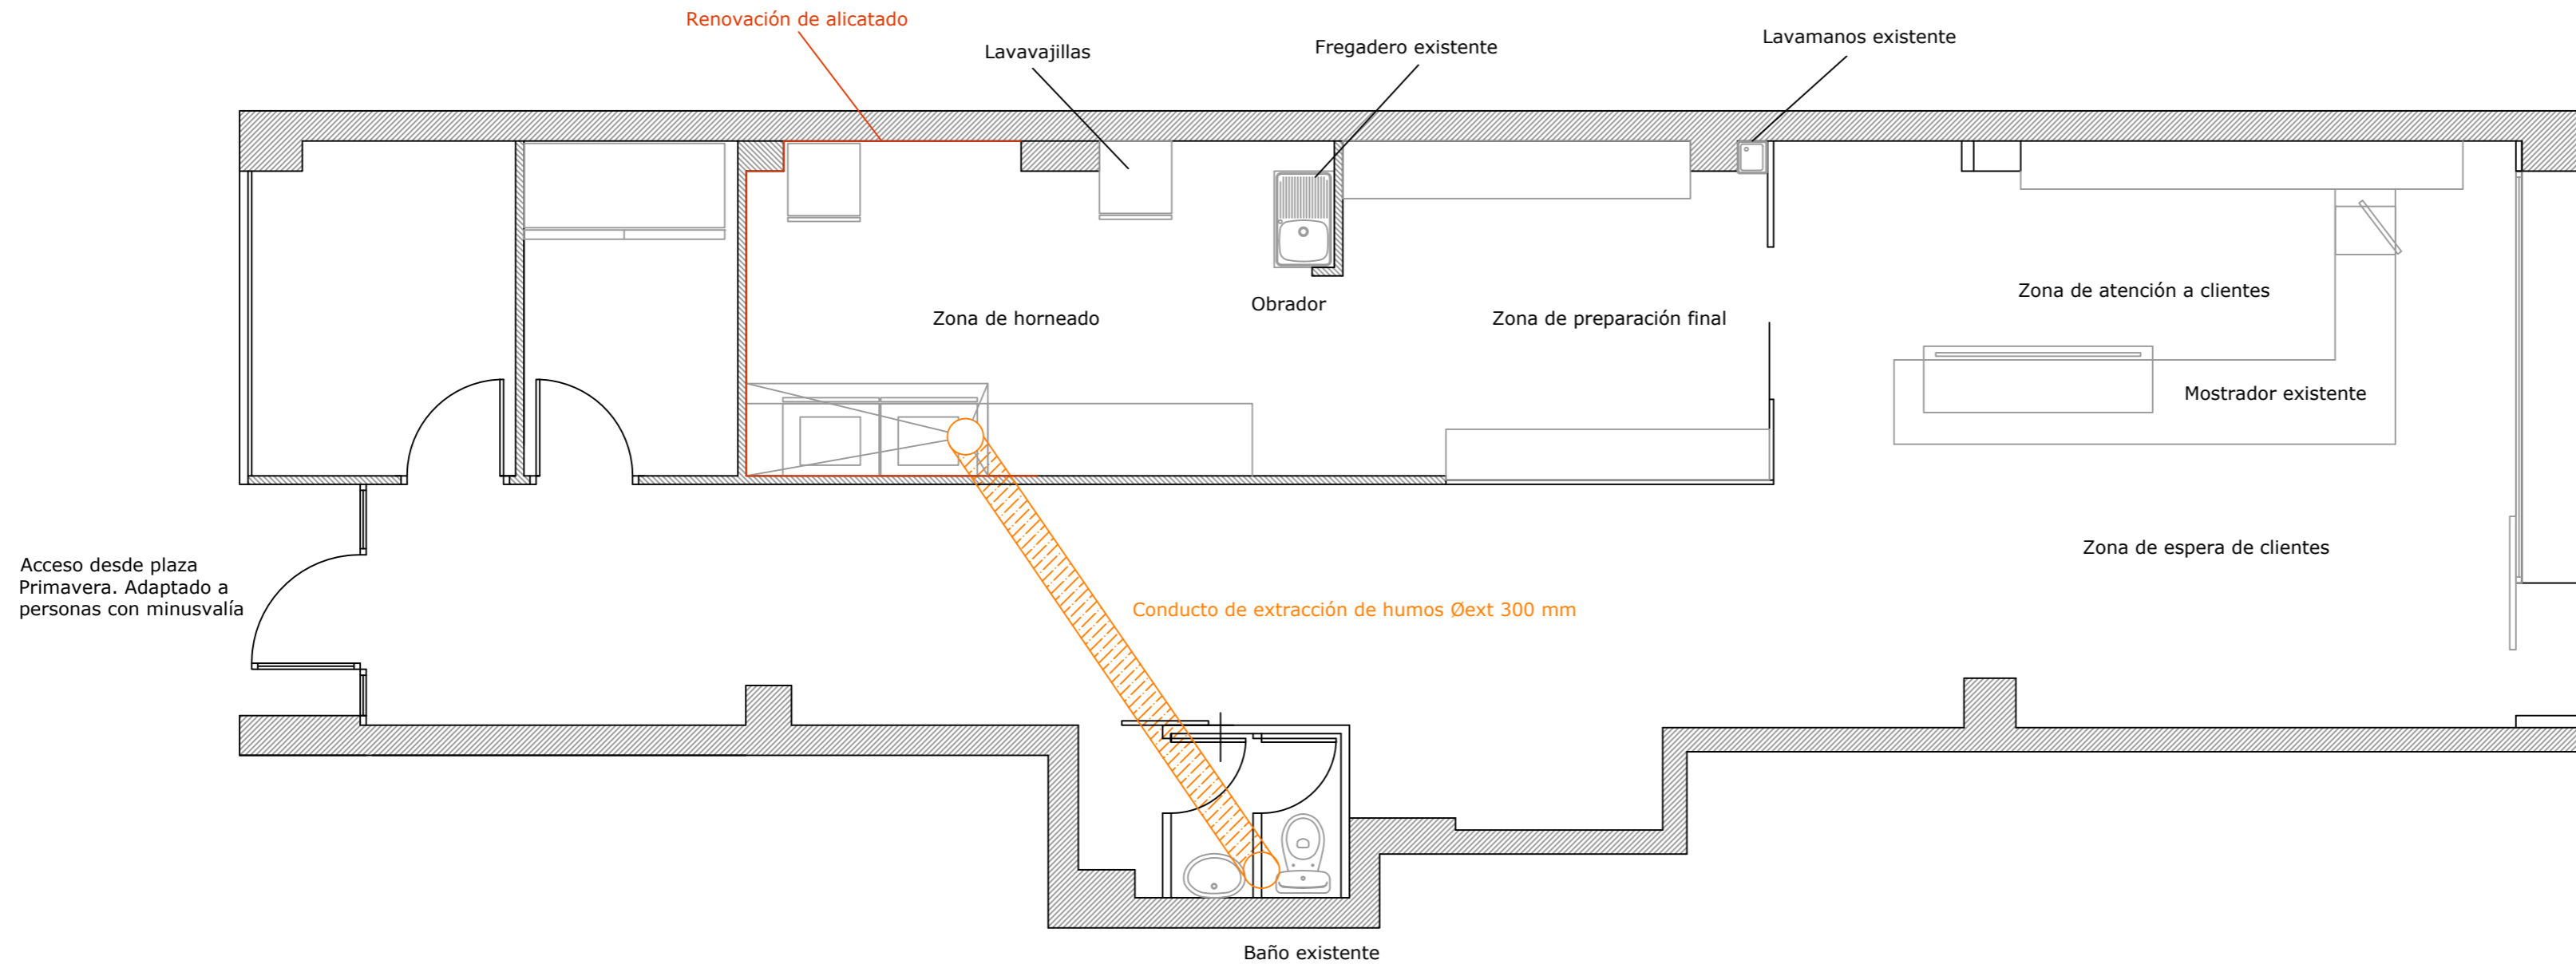 Renovación de alicatado
Lavavajillas
Fregadero existente
Lavamanos existente
Zona de horneado
Obrador
Zona de preparación final
Zona de atención a clientes
Mostrador existente
Zona de espera de clientes
Acceso desde plaza
Primavera. Adaptado a
personas con minusvalía
Conducto de extracción de humos Øext 300 mm
Baño existente